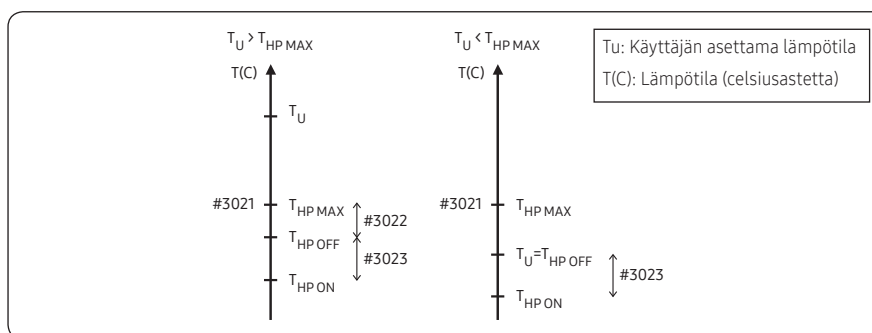 T_U > T_HP MAX
T(C)
T_U
#3021
T_HP MAX
#3022
T_HP OFF
#3023
T_HP ON
T_U < T_HP MAX
T(C)
#3021
T_HP MAX
T_U=T_HP OFF
#3023
T_HP ON
Tu: Käyttäjän asettama lämpötila
T(C): Lämpötila (celsiusastetta)